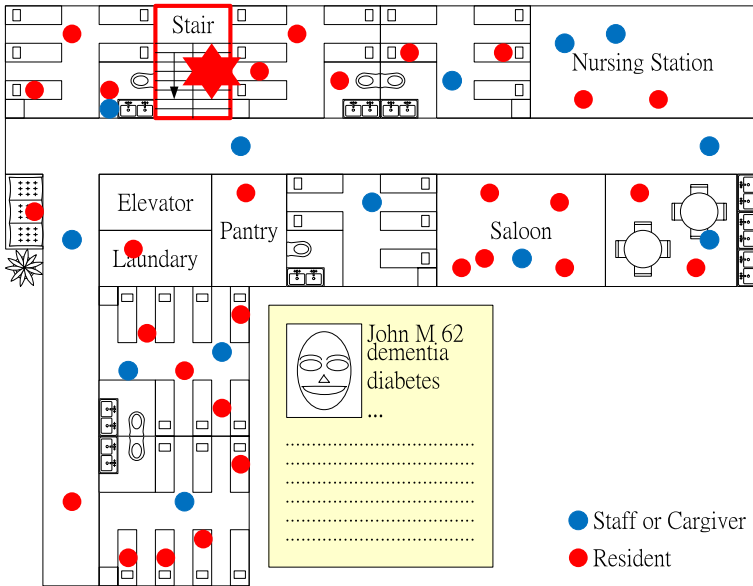 Stair
Nursing Station
Elevator
Pantry
Laundary
Saloon
John M 62
dementia
diabetes
...
Staff or Cargiver
Resident